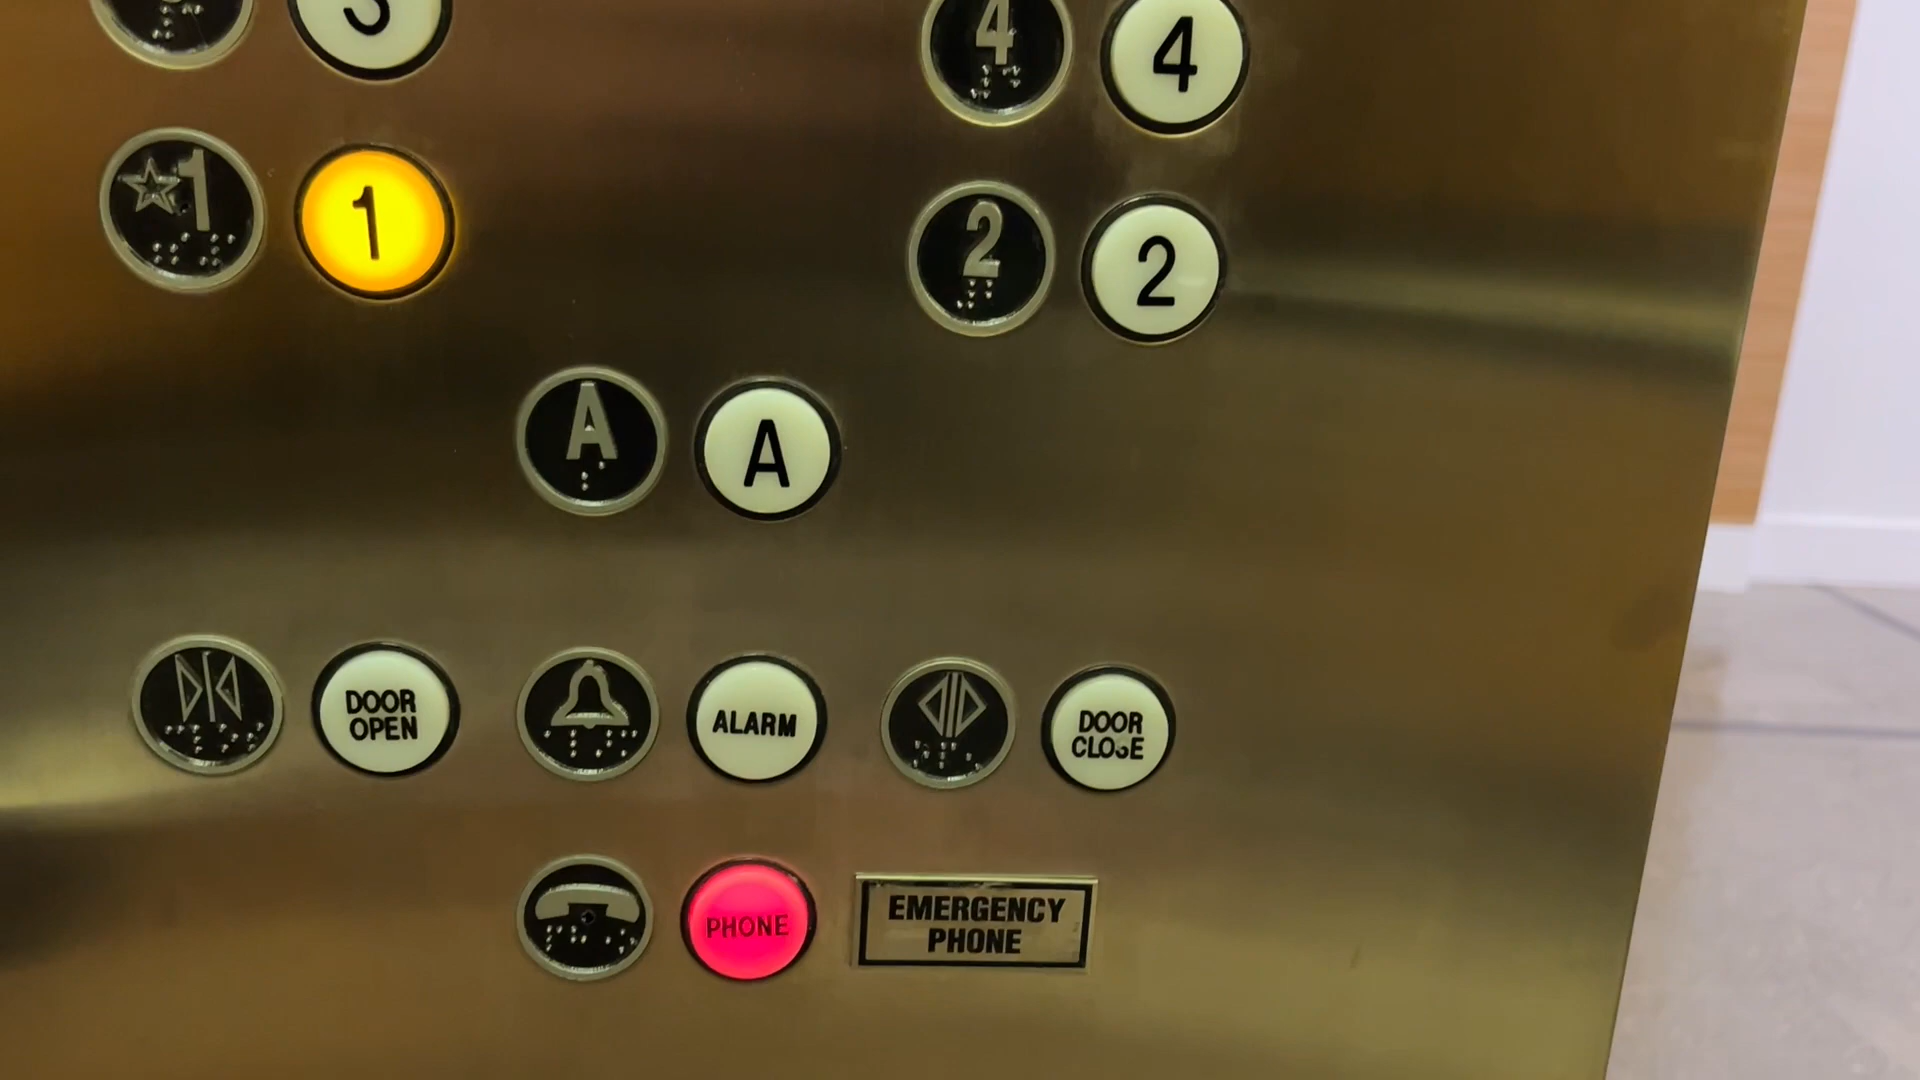 3
4 4
☆1 1
2 2
A A
DOOR
OPEN
ALARM
DOOR
CLOSE
PHONE
EMERGENCY
PHONE